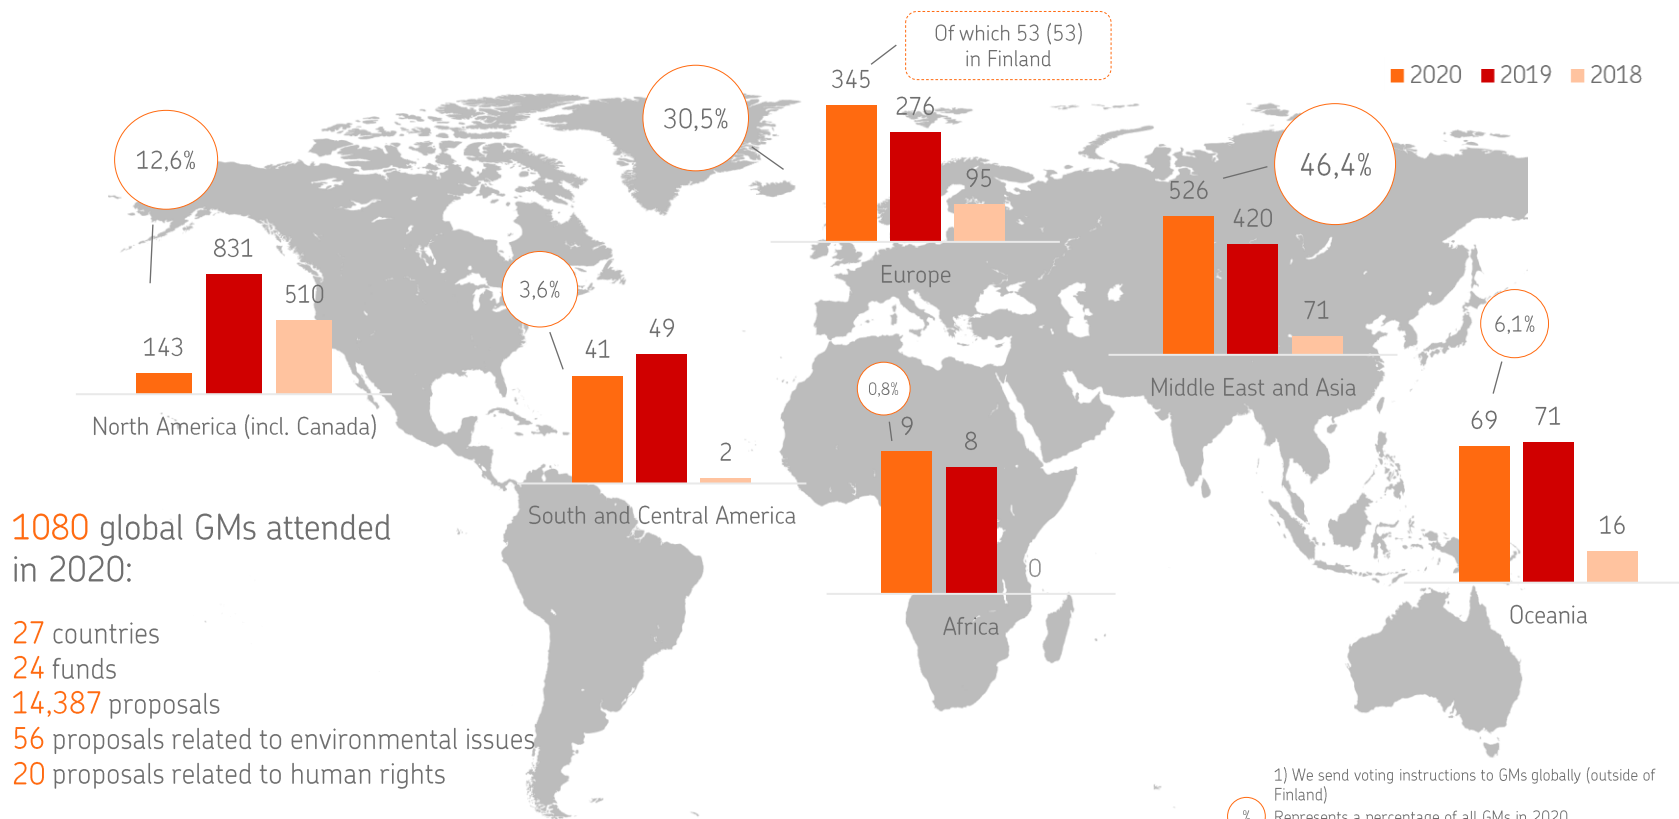 Of which 53 (53)
in Finland
2020 2019 2018
12,6%
30,5%
345
276
95
Europe
46,4%
526
420
71
Middle East and Asia
143
831
510
North America (incl. Canada)
3,6%
41
49
2
South and Central America
0,8%
9
8
0
Africa
6,1%
69
71
16
Oceania
1080 global GMs attended
in 2020:
27 countries
24 funds
14,387 proposals
56 proposals related to environmental issues
20 proposals related to human rights
1) We send voting instructions to GMs globally (outside of
Finland)
% Represents a percentage of all GMs in 2020